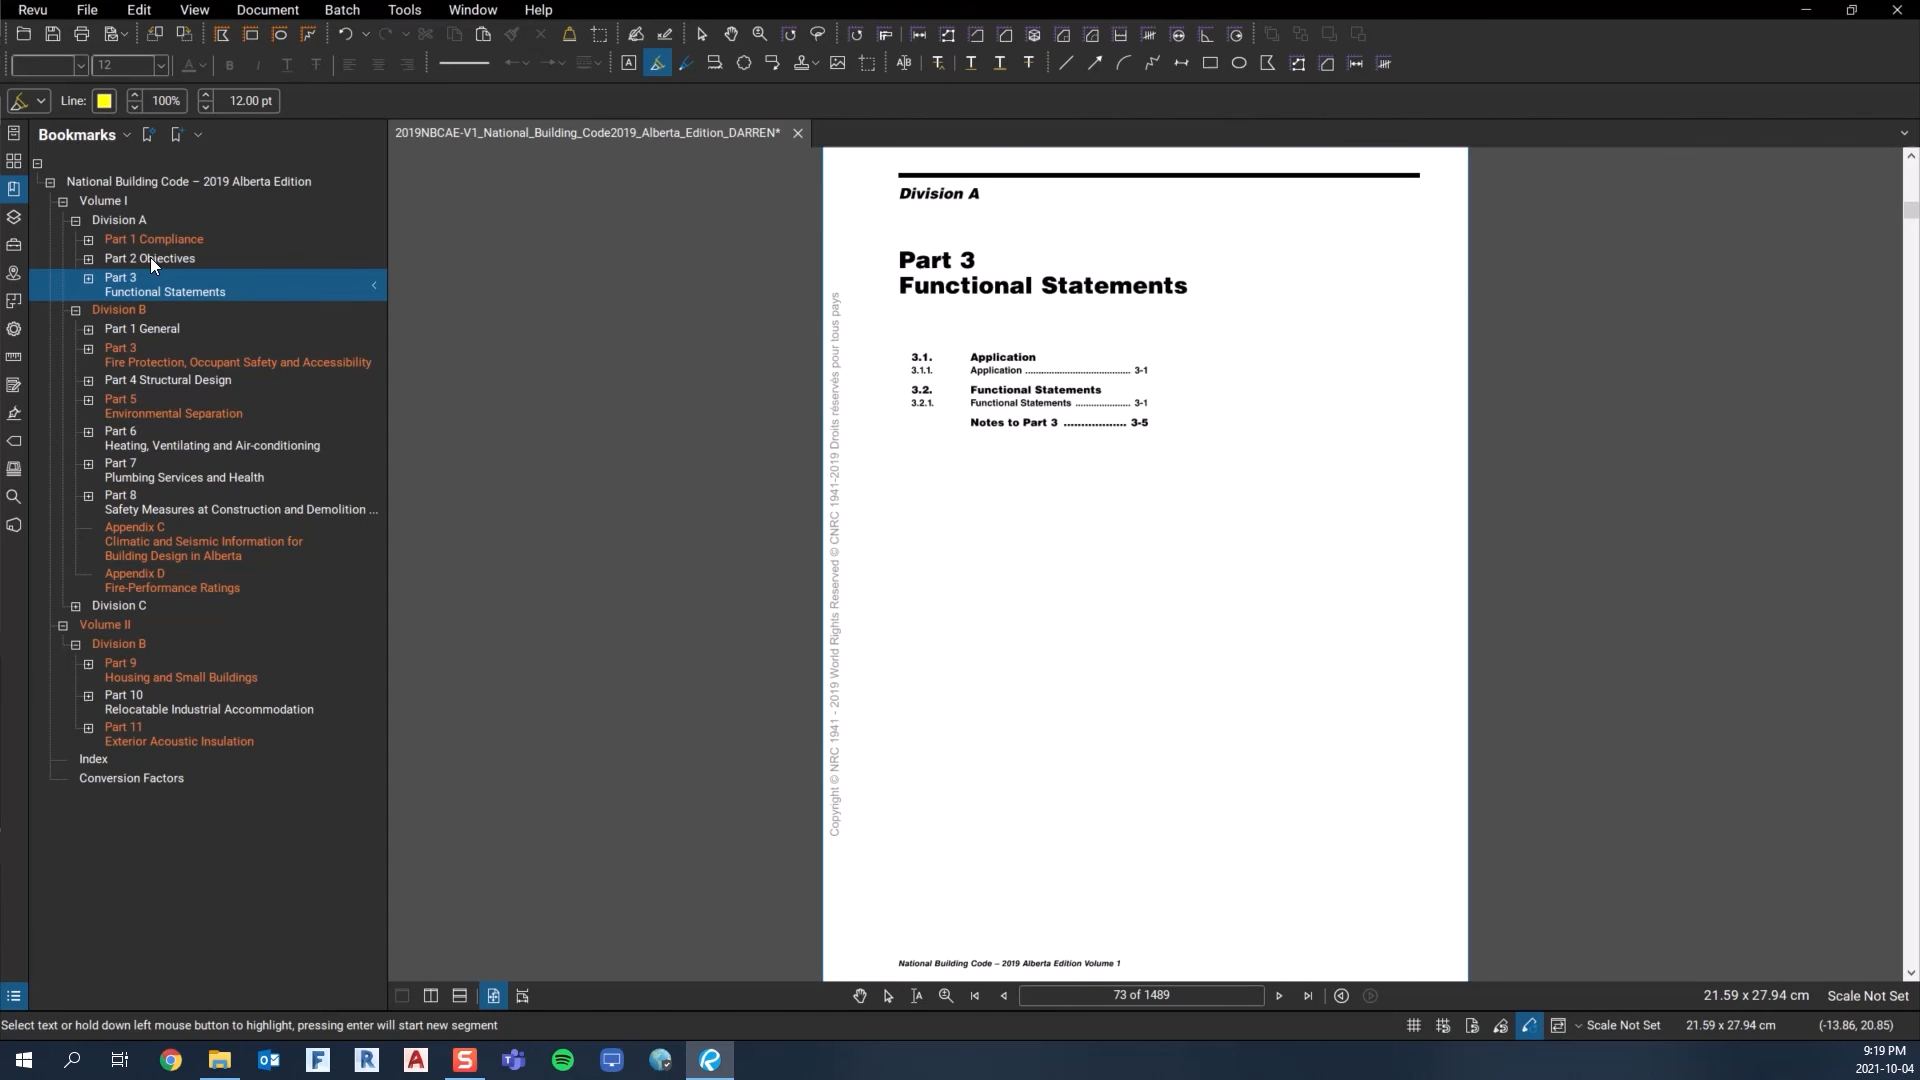 Revu File Edit View Document Batch Tools Window Help
12
Line: 100% 12.00 pt
Bookmarks
2019NBCAE-V1_National_Building_Code2019_Alberta_Edition_DARREN*
National Building Code – 2019 Alberta Edition
Volume I
Division A
Part 1 Compliance
Part 2 Objectives
Part 3
Functional Statements
Division B
Part 1 General
Part 3
Fire Protection, Occupant Safety and Accessibility
Part 4 Structural Design
Part 5
Environmental Separation
Part 6
Heating, Ventilating and Air-conditioning
Part 7
Plumbing Services and Health
Part 8
Safety Measures at Construction and Demolition ...
Appendix C
Climatic and Seismic Information for
Building Design in Alberta
Appendix D
Fire-Performance Ratings
Division C
Volume II
Division B
Part 9
Housing and Small Buildings
Part 10
Relocatable Industrial Accommodation
Part 11
Exterior Acoustic Insulation
Index
Conversion Factors
Division A
Part 3
Functional Statements
3.1. Application
3.1.1. Application ........................................ 3-1
3.2. Functional Statements
3.2.1. Functional Statements ..................... 3-1
Notes to Part 3 .................. 3-5
Copyright © NRC 1941 - 2019 World Rights Reserved © CNRC 1941-2019 Droits réservés pour tous pays
National Building Code – 2019 Alberta Edition Volume 1
73 of 1489
21.59 x 27.94 cm Scale Not Set
Select text or hold down left mouse button to highlight, pressing enter will start new segment
Scale Not Set 21.59 x 27.94 cm (-13.86, 20.85)
9:19 PM
2021-10-04